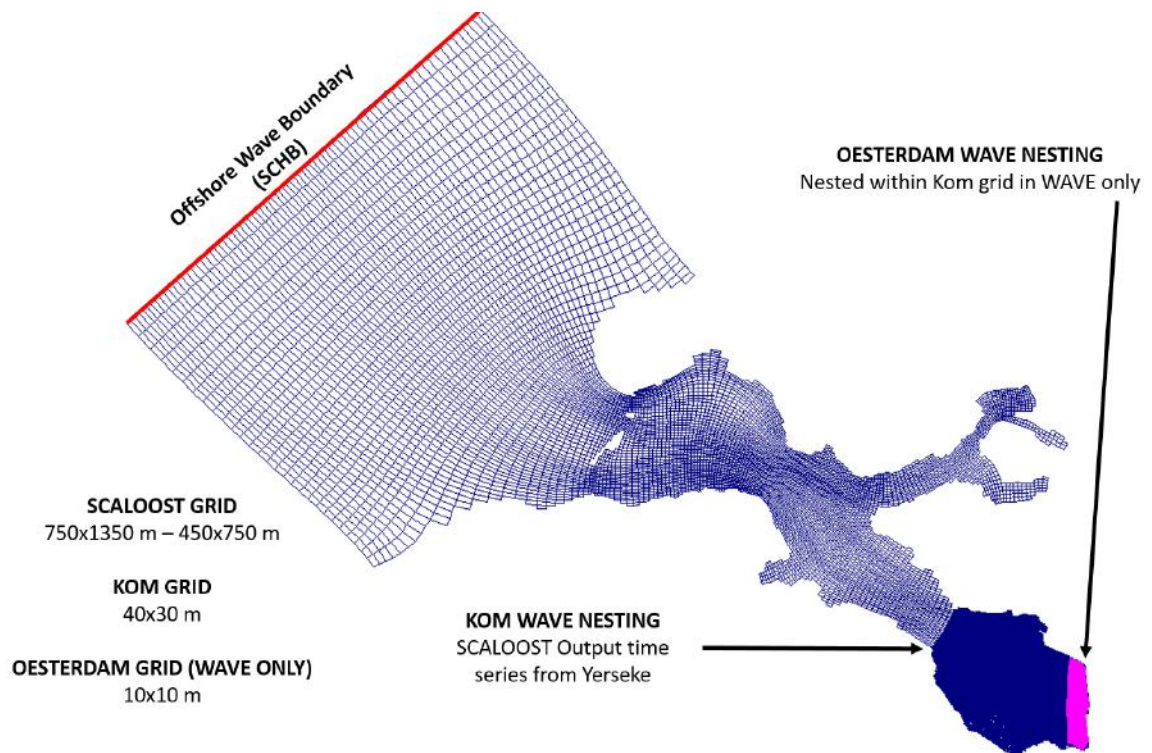 Offshore Wave Boundary
(SCHB)
OESTERDAM WAVE NESTING
Nested within Kom grid in WAVE only
SCALOOST GRID
750x1350 m – 450x750 m
KOM GRID
40x30 m
OESTERDAM GRID (WAVE ONLY)
10x10 m
KOM WAVE NESTING
SCALOOST Output time
series from Yerseke